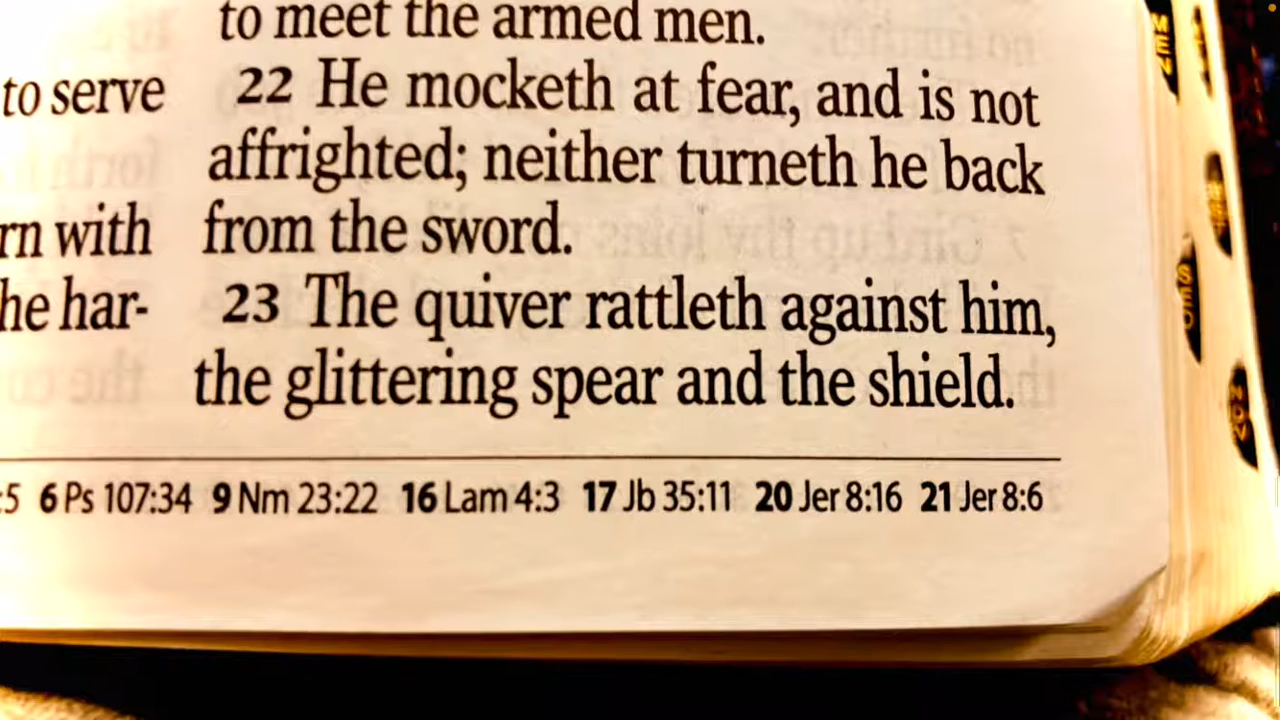 to serve
rn with
he har-
to meet the armed men.
22 He mocketh at fear, and is not
affrighted; neither turneth he back
from the sword.
23 The quiver rattleth against him,
the glittering spear and the shield.
:5 6 Ps 107:34 9 Nm 23:22 16 Lam 4:3 17 Jb 35:11 20 Jer 8:16 21 Jer 8:6